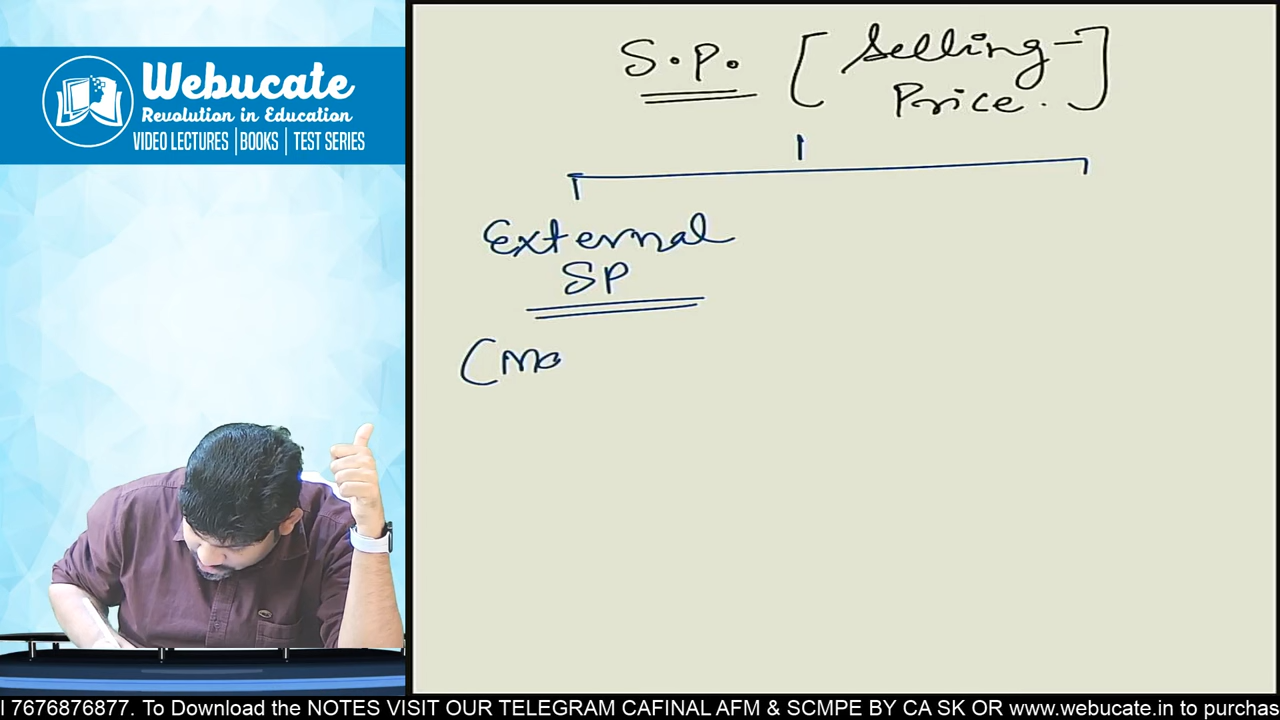 Webucate
Revolution in Education
VIDEO LECTURES | BOOKS | TEST SERIES
S.P. [Selling
Price.]
External
SP
(Mo
l 7676876877. To Download the NOTES VISIT OUR TELEGRAM CAFINAL AFM & SCMPE BY CA SK OR www.webucate.in to purchas